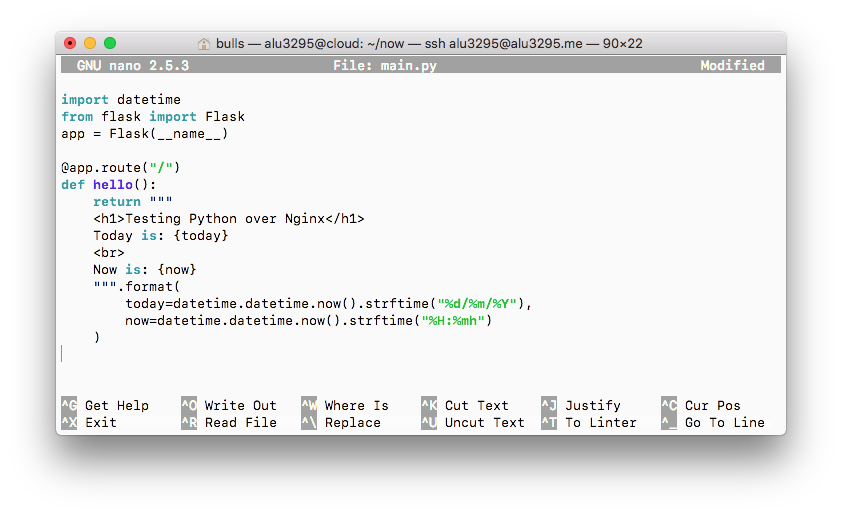 bulls — alu3295@cloud: ~/now — ssh alu3295@alu3295.me — 90×22
GNU nano 2.5.3 File: main.py Modified
import datetime
from flask import Flask
app = Flask(__name__)
@app.route("/")
def hello():
    return """
    <h1>Testing Python over Nginx</h1>
    Today is: {today}
    <br>
    Now is: {now}
    """.format(
        today=datetime.datetime.now().strftime("%d/%m/%Y"),
        now=datetime.datetime.now().strftime("%H:%mh")
    )
^G Get Help ^O Write Out ^W Where Is ^K Cut Text ^J Justify ^C Cur Pos
^X Exit ^R Read File ^\ Replace ^U Uncut Text ^T To Linter ^_ Go To Line